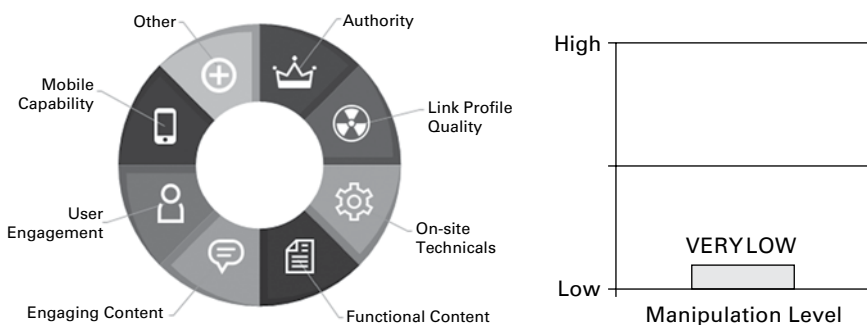 Other
Authority
Mobile
Capability
Link Profile
Quality
User
Engagement
On-site
Technicals
Engaging Content
Functional Content
High
VERY LOW
Low
Manipulation Level